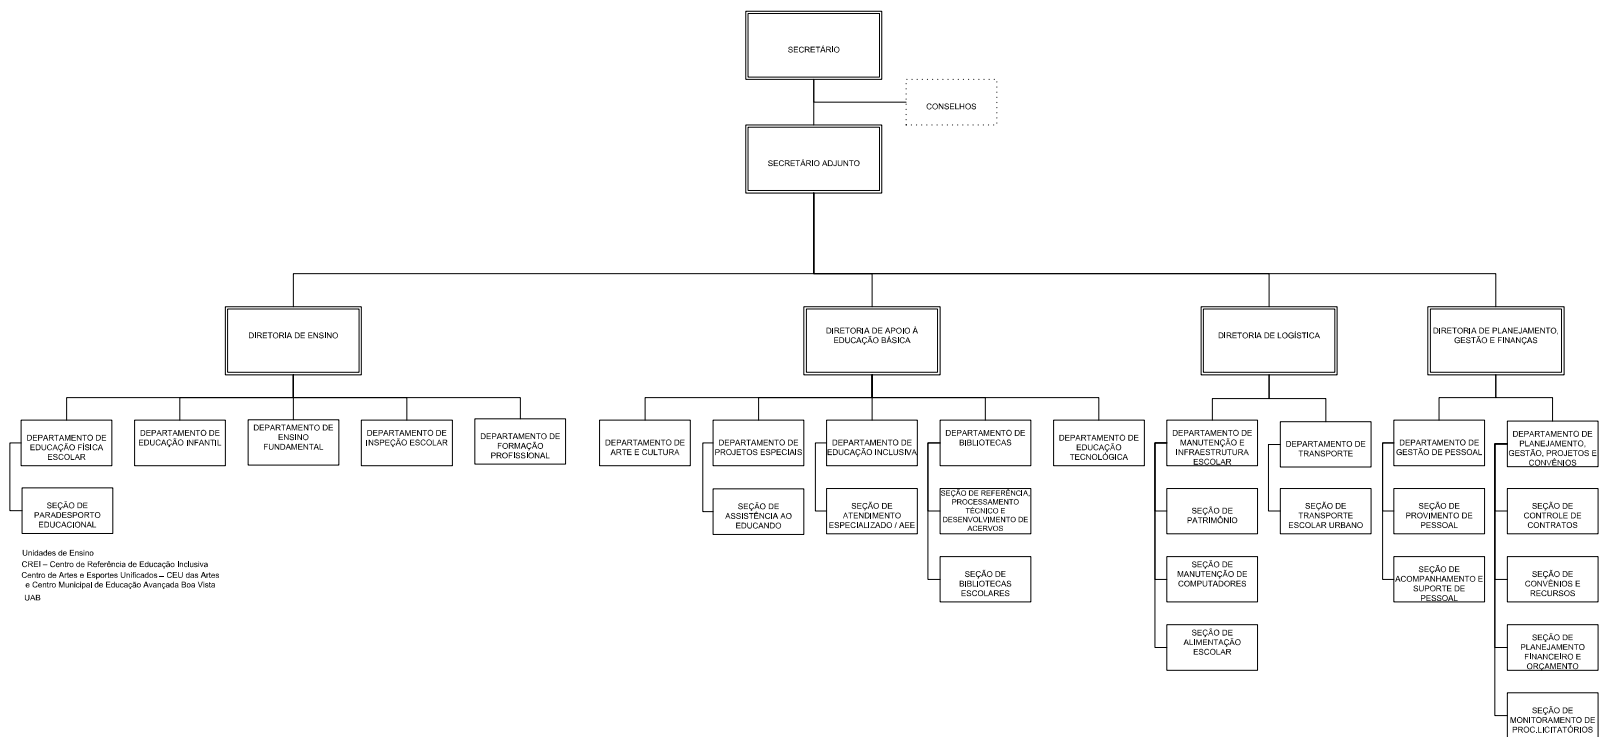 SECRETÁRIO
CONSELHOS
SECRETÁRIO ADJUNTO
DIRETORIA DE ENSINO
DIRETORIA DE APOIO Á
EDUCAÇÃO BÁSICA
DIRETORIA DE LOGÍSTICA
DIRETORIA DE PLANEJAMENTO,
GESTÃO E FINANÇAS
DEPARTAMENTO DE
EDUCAÇÃO FÍSICA
ESCOLAR
DEPARTAMENTO DE
EDUCAÇÃO INFANTIL
DEPARTAMENTO DE
ENSINO
FUNDAMENTAL
DEPARTAMENTO DE
INSPEÇÃO ESCOLAR
DEPARTAMENTO DE
FORMAÇÃO
PROFISSIONAL
DEPARTAMENTO DE
ARTE E CULTURA
DEPARTAMENTO DE
PROJETOS ESPECIAIS
DEPARTAMENTO DE
EDUCAÇÃO INCLUSIVA
DEPARTAMENTO DE
BIBLIOTECAS
DEPARTAMENTO DE
EDUCAÇÃO
TECNOLÓGICA
DEPARTAMENTO DE
MANUTENÇÃO E
INFRAESTRUTURA
ESCOLAR
DEPARTAMENTO DE
TRANSPORTE
DEPARTAMENTO DE
GESTÃO DE PESSOAL
DEPARTAMENTO DE
PLANEJAMENTO,
GESTÃO, PROJETOS E
CONVÊNIOS
SEÇÃO DE
PARADESPORTO
EDUCACIONAL
SEÇÃO DE
ASSISTÊNCIA AO
EDUCANDO
SEÇÃO DE
ATENDIMENTO
ESPECIALIZADO / AEE
SEÇÃO DE REFERÊNCIA,
PROCESSAMENTO
TÉCNICO E
DESENVOLVIMENTO DE
ACERVOS
SEÇÃO DE
PATRIMÔNIO
SEÇÃO DE
TRANSPORTE
ESCOLAR URBANO
SEÇÃO DE
PROVIMENTO DE
PESSOAL
SEÇÃO DE
CONTROLE DE
CONTRATOS
Unidades de Ensino
CREI – Centro de Referência de Educação Inclusiva
Centro de Artes e Esportes Unificados – CEU das Artes
e Centro Municipal de Educação Avançada Boa Vista
UAB
SEÇÃO DE
BIBLIOTECAS
ESCOLARES
SEÇÃO DE
MANUTENÇÃO DE
COMPUTADORES
SEÇÃO DE
ACOMPANHAMENTO E
SUPORTE DE
PESSOAL
SEÇÃO DE
CONVÊNIOS E
RECURSOS
SEÇÃO DE
ALIMENTAÇÃO
ESCOLAR
SEÇÃO DE
PLANEJAMENTO
FINANCEIRO E
ORÇAMENTO
SEÇÃO DE
MONITORAMENTO DE
PROC.LICITATÓRIOS